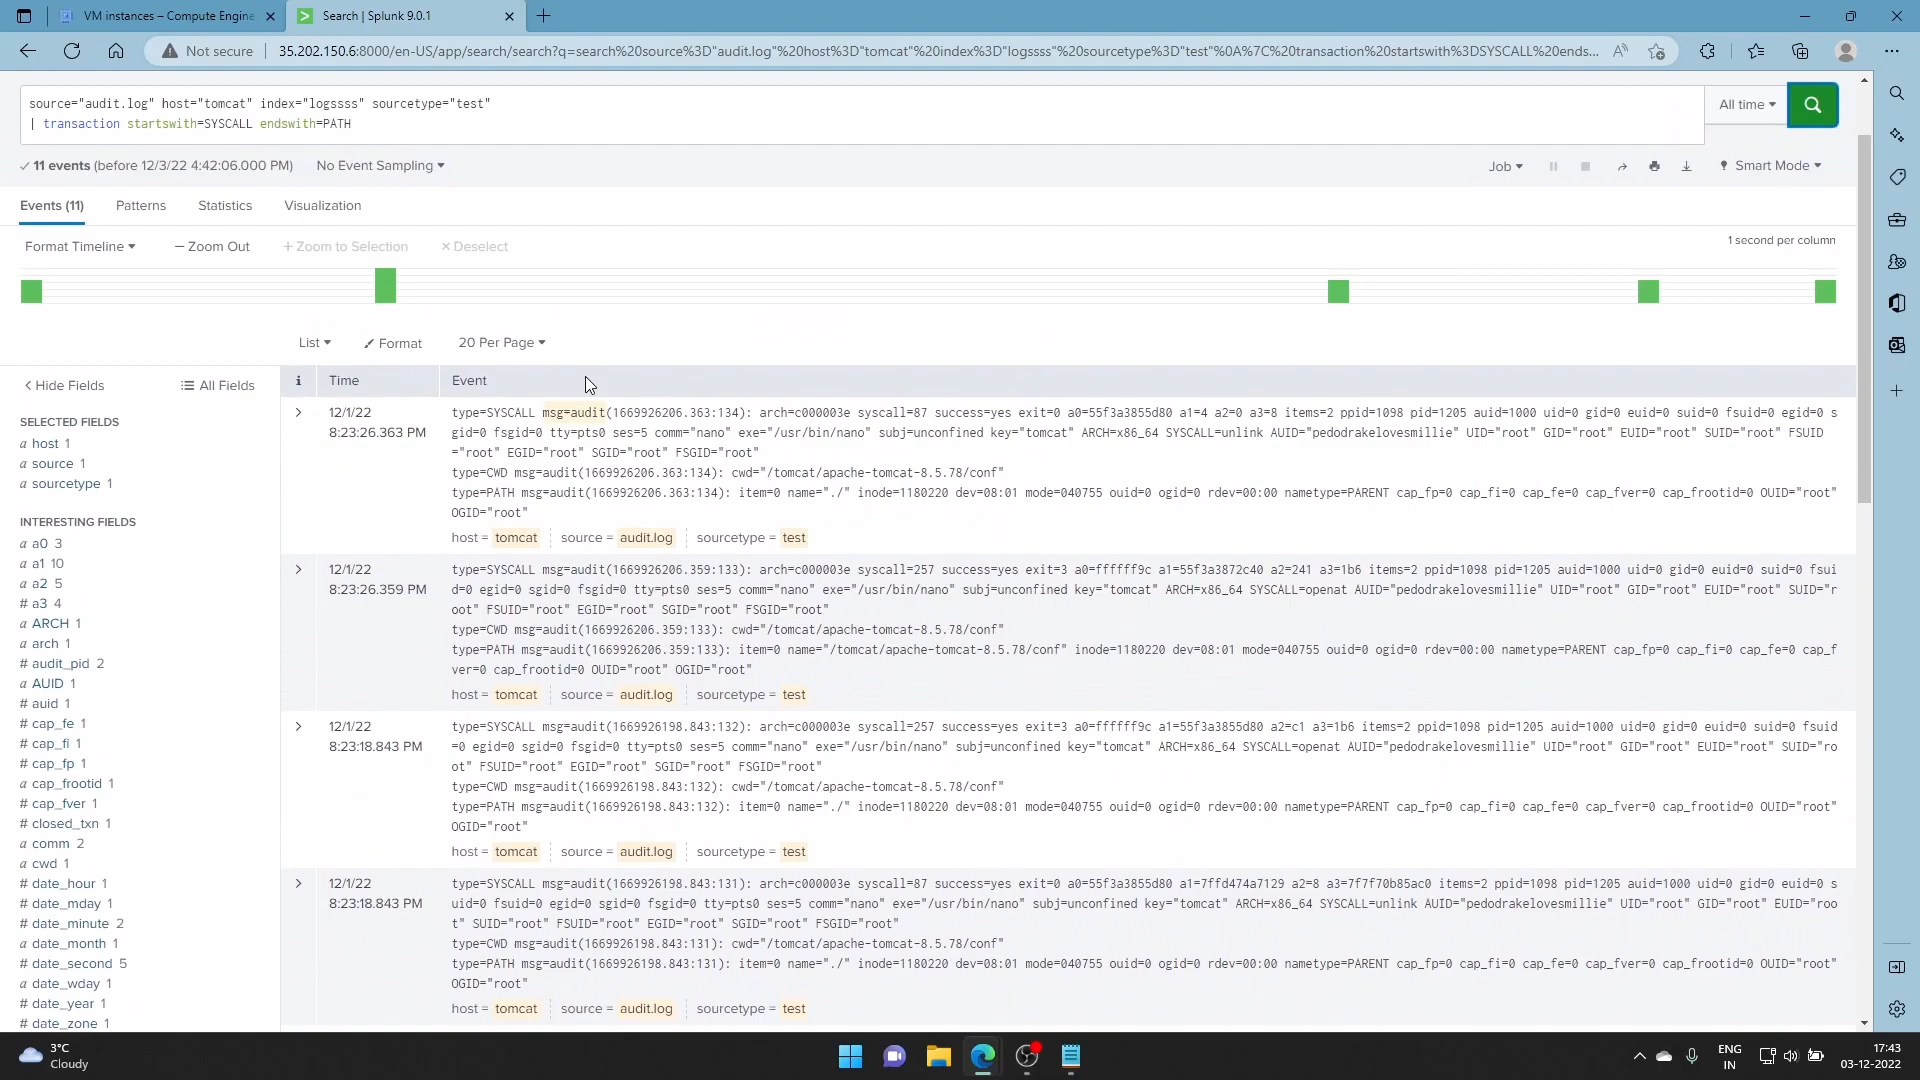 VM instances – Compute Engine
Search | Splunk 9.0.1
Not secure
35.202.150.6:8000/en-US/app/search/search?q=search%20source%3D"audit.log"%20host%3D"tomcat"%20index%3D"logssss"%20sourcetype%3D"test"%0A%7C%20transaction%20startswith%3DSYSCALL%20ends...
source="audit.log" host="tomcat" index="logssss" sourcetype="test"
| transaction startswith=SYSCALL endswith=PATH
All time
11 events (before 12/3/22 4:42:06.000 PM)
No Event Sampling
Job
Smart Mode
Events (11)
Patterns
Statistics
Visualization
Format Timeline
— Zoom Out
+ Zoom to Selection
× Deselect
1 second per column
List
Format
20 Per Page
< Hide Fields
All Fields
i
Time
Event
SELECTED FIELDS
a host 1
a source 1
a sourcetype 1
INTERESTING FIELDS
a a0 3
a a1 10
a a2 5
# a3 4
a ARCH 1
a arch 1
# audit_pid 2
a AUID 1
# auid 1
# cap_fe 1
# cap_fi 1
# cap_fp 1
a cap_frootid 1
# cap_fver 1
# closed_txn 1
a comm 2
a cwd 1
# date_hour 1
# date_mday 1
# date_minute 2
a date_month 1
# date_second 5
a date_wday 1
# date_year 1
# date_zone 1
12/1/22
8:23:26.363 PM
type=SYSCALL msg=audit(1669926206.363:134): arch=c000003e syscall=87 success=yes exit=0 a0=55f3a3855d80 a1=4 a2=0 a3=8 items=2 ppid=1098 pid=1205 auid=1000 uid=0 gid=0 euid=0 suid=0 fsuid=0 egid=0 s
gid=0 fsgid=0 tty=pts0 ses=5 comm="nano" exe="/usr/bin/nano" subj=unconfined key="tomcat" ARCH=x86_64 SYSCALL=unlink AUID="pedodrakelovesmillie" UID="root" GID="root" EUID="root" SUID="root" FSUID
="root" EGID="root" SGID="root" FSGID="root"
type=CWD msg=audit(1669926206.363:134): cwd="/tomcat/apache-tomcat-8.5.78/conf"
type=PATH msg=audit(1669926206.363:134): item=0 name="./" inode=1180220 dev=08:01 mode=040755 ouid=0 ogid=0 rdev=00:00 nametype=PARENT cap_fp=0 cap_fi=0 cap_fe=0 cap_fver=0 cap_frootid=0 OUID="root"
OGID="root"
host = tomcat source = audit.log sourcetype = test
12/1/22
8:23:26.359 PM
type=SYSCALL msg=audit(1669926206.359:133): arch=c000003e syscall=257 success=yes exit=3 a0=ffffff9c a1=55f3a3872c40 a2=241 a3=1b6 items=2 ppid=1098 pid=1205 auid=1000 uid=0 gid=0 euid=0 suid=0 fsui
d=0 egid=0 sgid=0 fsgid=0 tty=pts0 ses=5 comm="nano" exe="/usr/bin/nano" subj=unconfined key="tomcat" ARCH=x86_64 SYSCALL=openat AUID="pedodrakelovesmillie" UID="root" GID="root" EUID="root" SUID="r
oot" FSUID="root" EGID="root" SGID="root" FSGID="root"
type=CWD msg=audit(1669926206.359:133): cwd="/tomcat/apache-tomcat-8.5.78/conf"
type=PATH msg=audit(1669926206.359:133): item=0 name="/tomcat/apache-tomcat-8.5.78/conf" inode=1180220 dev=08:01 mode=040755 ouid=0 ogid=0 rdev=00:00 nametype=PARENT cap_fp=0 cap_fi=0 cap_fe=0 cap_f
ver=0 cap_frootid=0 OUID="root" OGID="root"
host = tomcat source = audit.log sourcetype = test
12/1/22
8:23:18.843 PM
type=SYSCALL msg=audit(1669926198.843:132): arch=c000003e syscall=257 success=yes exit=3 a0=ffffff9c a1=55f3a3855d80 a2=c1 a3=1b6 items=2 ppid=1098 pid=1205 auid=1000 uid=0 gid=0 euid=0 suid=0 fsuid
=0 egid=0 sgid=0 fsgid=0 tty=pts0 ses=5 comm="nano" exe="/usr/bin/nano" subj=unconfined key="tomcat" ARCH=x86_64 SYSCALL=openat AUID="pedodrakelovesmillie" UID="root" GID="root" EUID="root" SUID="ro
ot" FSUID="root" EGID="root" SGID="root" FSGID="root"
type=CWD msg=audit(1669926198.843:132): cwd="/tomcat/apache-tomcat-8.5.78/conf"
type=PATH msg=audit(1669926198.843:132): item=0 name="./" inode=1180220 dev=08:01 mode=040755 ouid=0 ogid=0 rdev=00:00 nametype=PARENT cap_fp=0 cap_fi=0 cap_fe=0 cap_fver=0 cap_frootid=0 OUID="root"
OGID="root"
host = tomcat source = audit.log sourcetype = test
12/1/22
8:23:18.843 PM
type=SYSCALL msg=audit(1669926198.843:131): arch=c000003e syscall=87 success=yes exit=0 a0=55f3a3855d80 a1=7ffd474a7129 a2=8 a3=7f7f70b85ac0 items=2 ppid=1098 pid=1205 auid=1000 uid=0 gid=0 euid=0 s
uid=0 fsuid=0 egid=0 sgid=0 fsgid=0 tty=pts0 ses=5 comm="nano" exe="/usr/bin/nano" subj=unconfined key="tomcat" ARCH=x86_64 SYSCALL=unlink AUID="pedodrakelovesmillie" UID="root" GID="root" EUID="roo
t" SUID="root" FSUID="root" EGID="root" SGID="root" FSGID="root"
type=CWD msg=audit(1669926198.843:131): cwd="/tomcat/apache-tomcat-8.5.78/conf"
type=PATH msg=audit(1669926198.843:131): item=0 name="./" inode=1180220 dev=08:01 mode=040755 ouid=0 ogid=0 rdev=00:00 nametype=PARENT cap_fp=0 cap_fi=0 cap_fe=0 cap_fver=0 cap_frootid=0 OUID="root"
OGID="root"
host = tomcat source = audit.log sourcetype = test
3°C
Cloudy
ENG
IN
17:43
03-12-2022